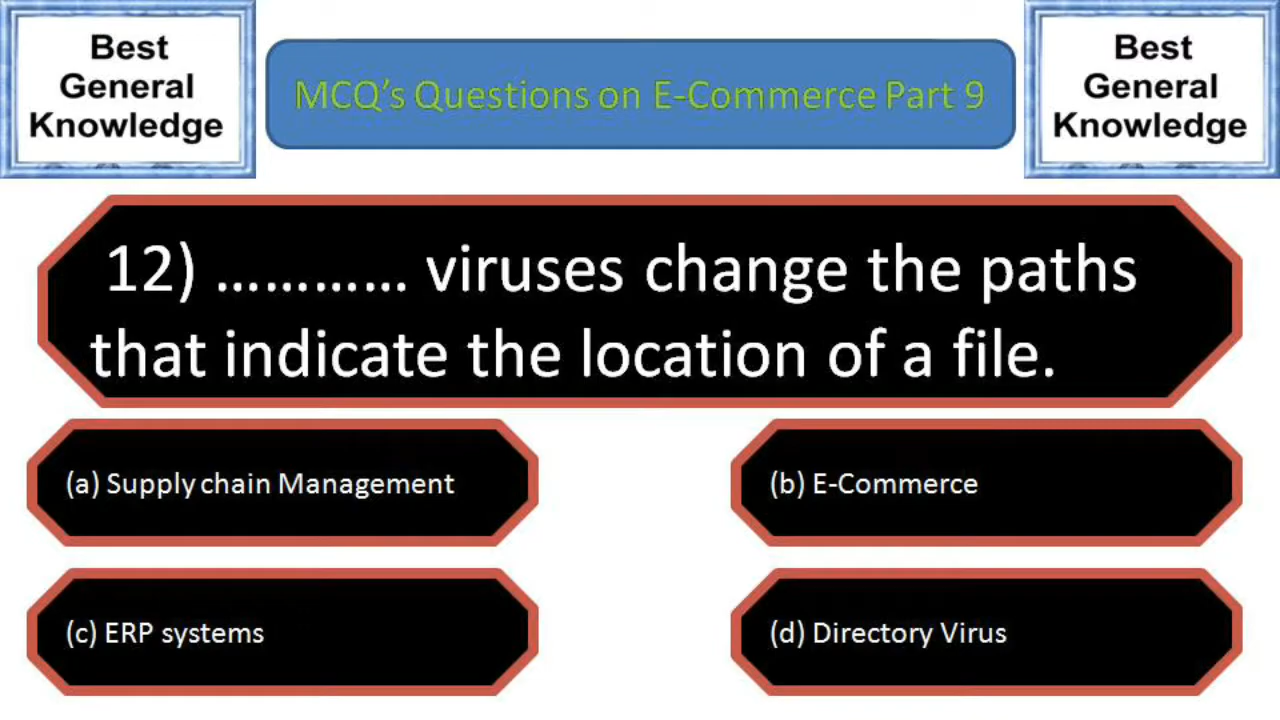 Best
General
Knowledge
MCQ's Questions on E-Commerce Part 9
Best
General
Knowledge
12) ………… viruses change the paths
that indicate the location of a file.
(a) Supply chain Management
(b) E-Commerce
(c) ERP systems
(d) Directory Virus